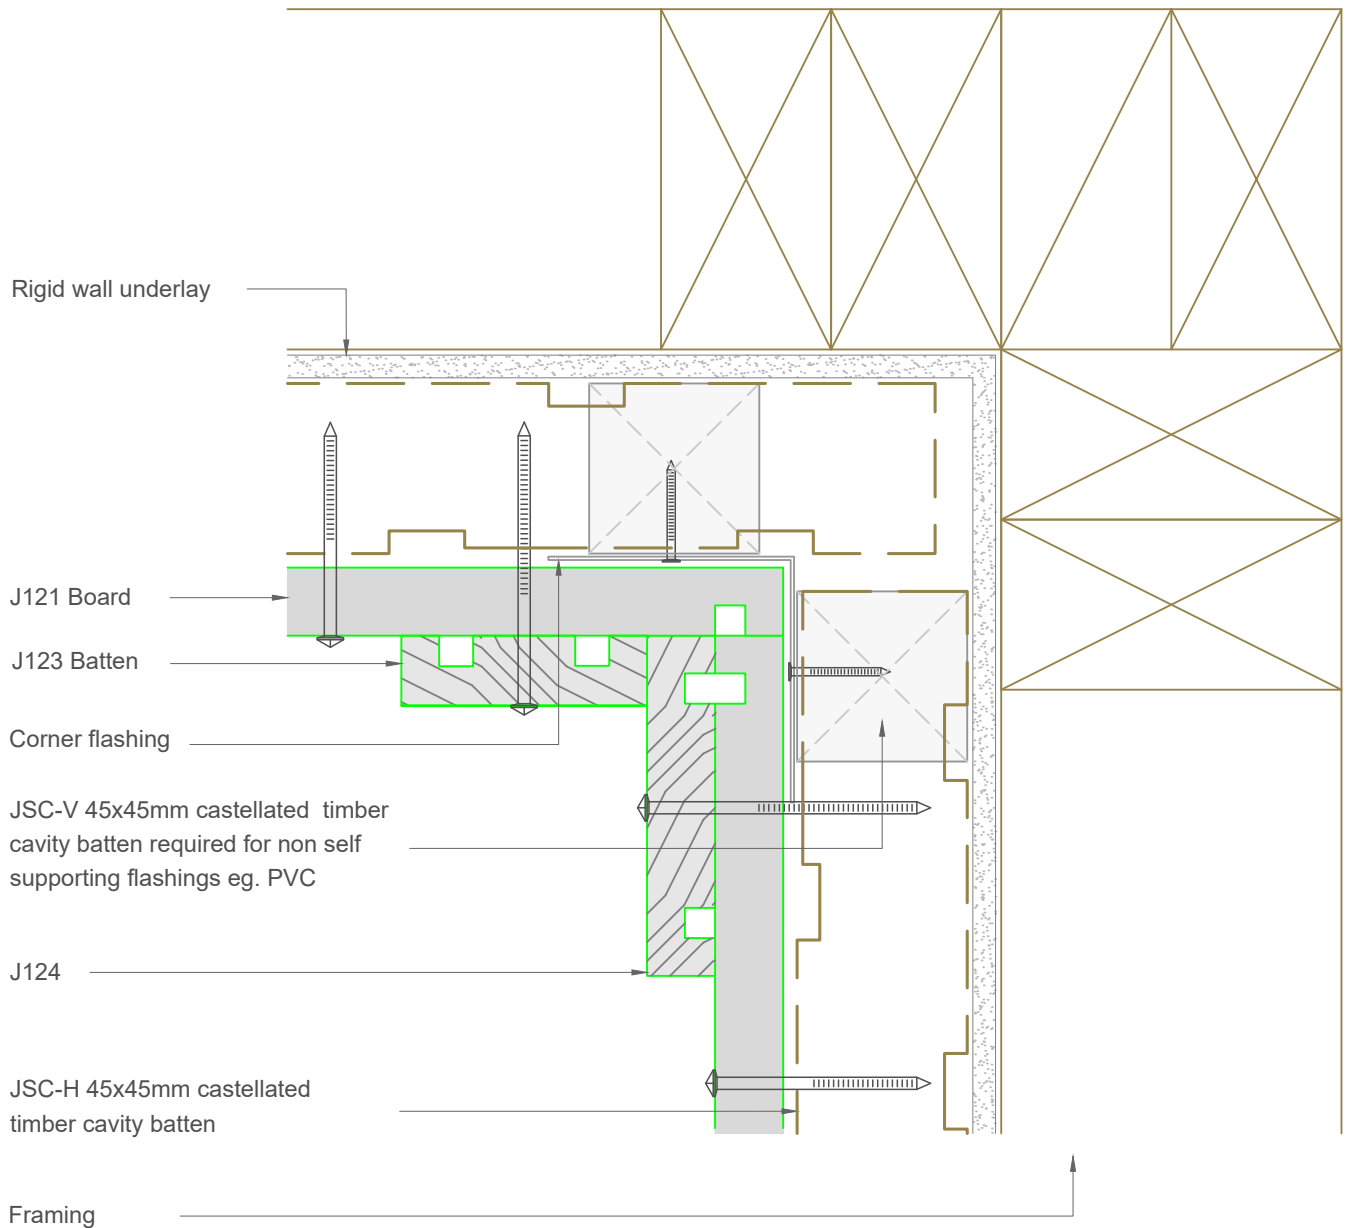 Rigid wall underlay
J121 Board
J123 Batten
Corner flashing
JSC-V 45x45mm castellated timber
cavity batten required for non self
supporting flashings eg. PVC
J124
JSC-H 45x45mm castellated
timber cavity batten
Framing